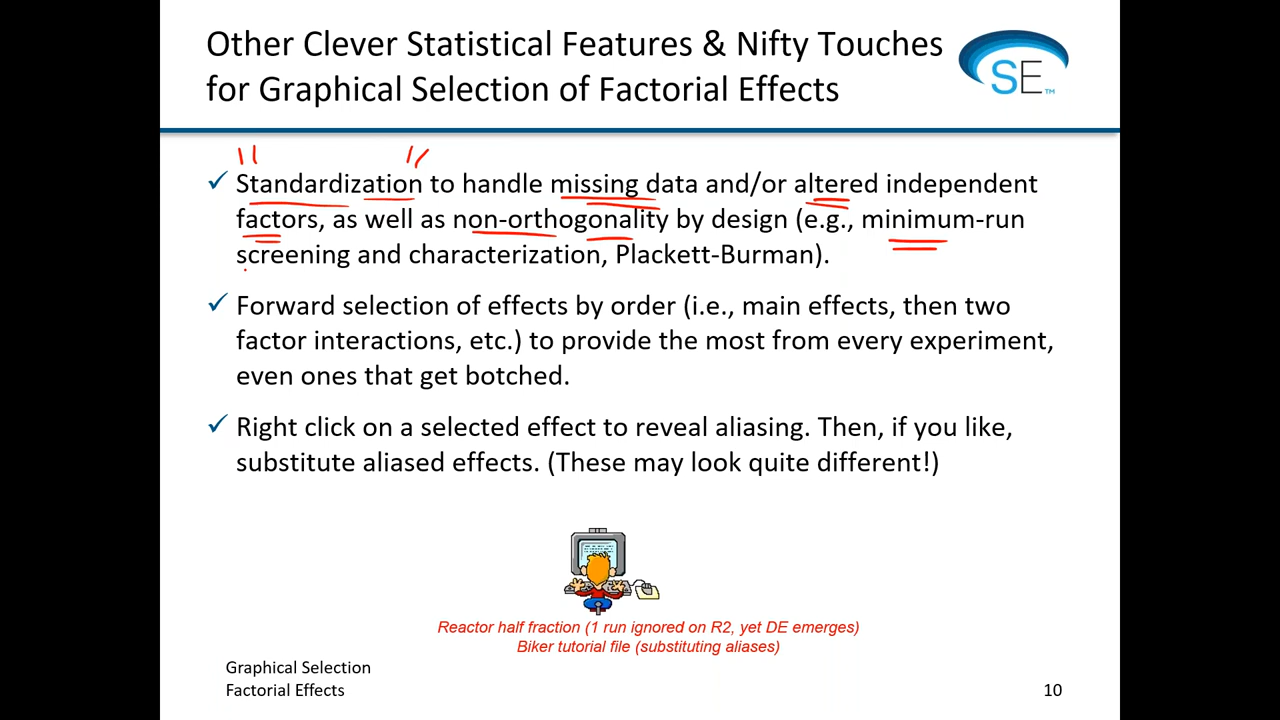 Other Clever Statistical Features & Nifty Touches
for Graphical Selection of Factorial Effects
SE™
✓ Standardization to handle missing data and/or altered independent
factors, as well as non-orthogonality by design (e.g., minimum-run
screening and characterization, Plackett-Burman).
✓ Forward selection of effects by order (i.e., main effects, then two
factor interactions, etc.) to provide the most from every experiment,
even ones that get botched.
✓ Right click on a selected effect to reveal aliasing. Then, if you like,
substitute aliased effects. (These may look quite different!)
Reactor half fraction (1 run ignored on R2, yet DE emerges)
Biker tutorial file (substituting aliases)
Graphical Selection
Factorial Effects
10